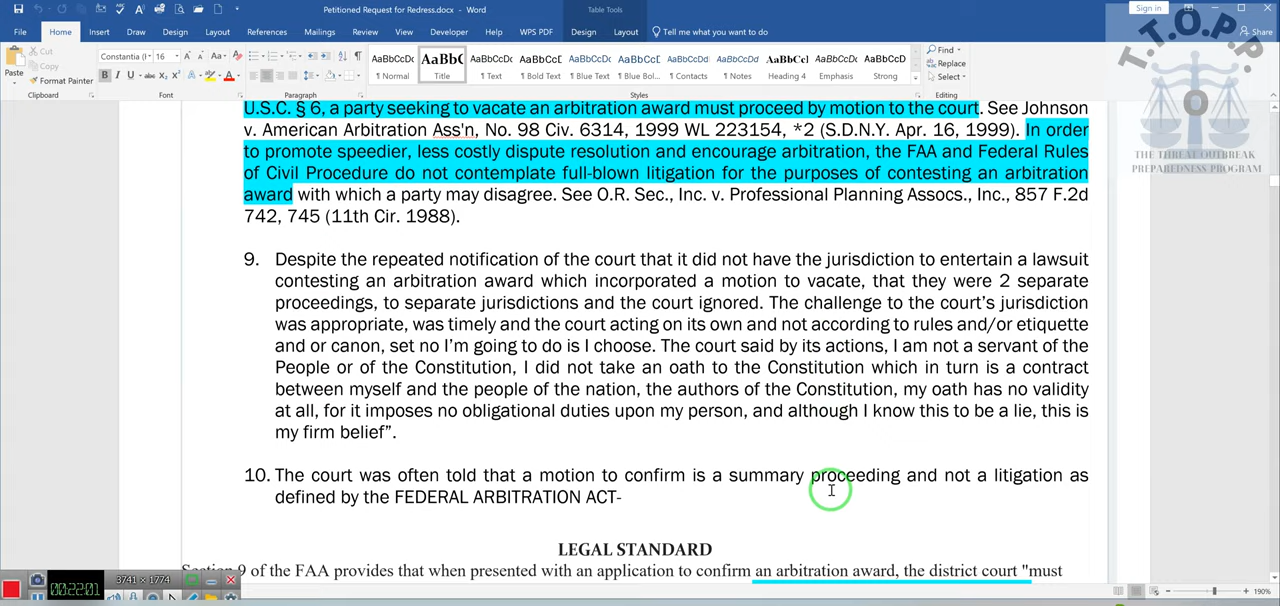 Petitioned Request for Redress.docx - Word
Table Tools
Sign in
File Home Insert Draw Design Layout References Mailings Review View Developer Help WPS PDF Design Layout Tell me what you want to do
Share
Paste
Cut
Copy
Format Painter
Constantia (I 16
AaBbCcDc AaBbC AaBbCcDc AaBbCcD AaBbCcDc AaBbCcD AaBbCcDc AaBbCcDc AaBbCcD AaBbCcDc AaBbCcDc
¶ Normal Title ¶ Text ¶ Bold Text ¶ Blue Text ¶ Blue Bol... ¶ Contacts ¶ Notes Heading 4 Emphasis Strong
Find
Replace
Select
Clipboard Font Paragraph Styles Editing
T.T.O.P.P
THE THREAT OUTBREAK
PREPAREDNESS PROGRAM
U.S.C. § 6, a party seeking to vacate an arbitration award must proceed by motion to the court. See Johnson
v. American Arbitration Ass'n, No. 98 Civ. 6314, 1999 WL 223154, *2 (S.D.N.Y. Apr. 16, 1999). In order
to promote speedier, less costly dispute resolution and encourage arbitration, the FAA and Federal Rules
of Civil Procedure do not contemplate full-blown litigation for the purposes of contesting an arbitration
award with which a party may disagree. See O.R. Sec., Inc. v. Professional Planning Assocs., Inc., 857 F.2d
742, 745 (11th Cir. 1988).
9. Despite the repeated notification of the court that it did not have the jurisdiction to entertain a lawsuit
contesting an arbitration award which incorporated a motion to vacate, that they were 2 separate
proceedings, to separate jurisdictions and the court ignored. The challenge to the court's jurisdiction
was appropriate, was timely and the court acting on its own and not according to rules and/or etiquette
and or canon, set no I'm going to do is I choose. The court said by its actions, I am not a servant of the
People or of the Constitution, I did not take an oath to the Constitution which in turn is a contract
between myself and the people of the nation, the authors of the Constitution, my oath has no validity
at all, for it imposes no obligational duties upon my person, and although I know this to be a lie, this is
my firm belief".
10. The court was often told that a motion to confirm is a summary proceeding and not a litigation as
defined by the FEDERAL ARBITRATION ACT-
LEGAL STANDARD
Section 9 of the FAA provides that when presented with an application to confirm an arbitration award, the district court "must
00:22:01
3741 × 1774
190%